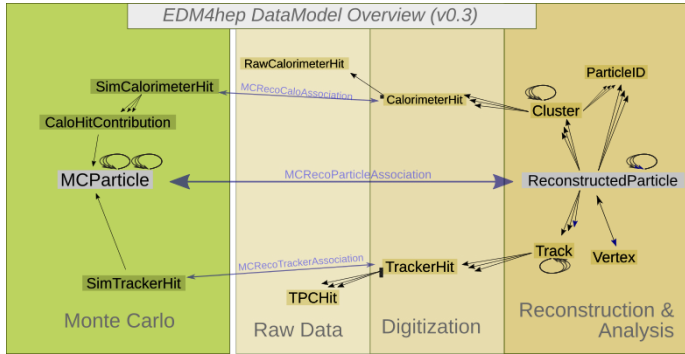 EDM4hep DataModel Overview (v0.3)
RawCalorimeterHit
ParticleID
SimCalorimeterHit
MCRecoCaloAssociation
CalorimeterHit
Cluster
CaloHitContribution
MCParticle
MCRecoParticleAssociation
ReconstructedParticle
MCRecoTrackerAssociation
TrackerHit
Track
Vertex
SimTrackerHit
TPCHit
Monte Carlo
Raw Data
Digitization
Reconstruction &
Analysis